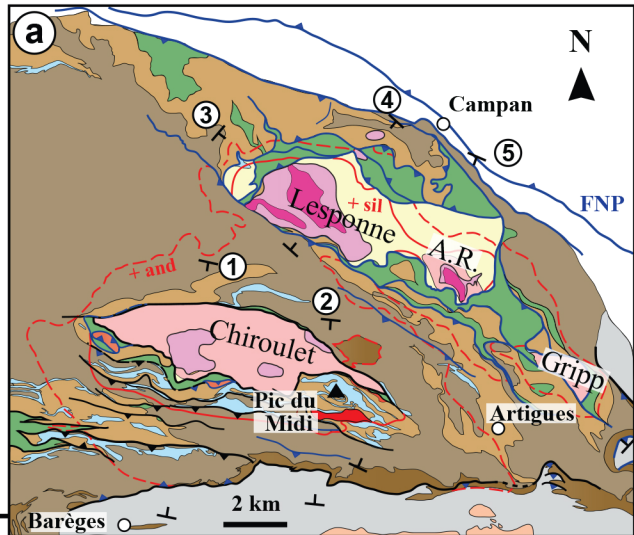 a
N
4
Campan
3
5
FNP
+ sil
Lesponne
A.R.
+ and
1
2
Chiroulet
Gripp
Pic du
Midi
Artigues
2 km
Barèges